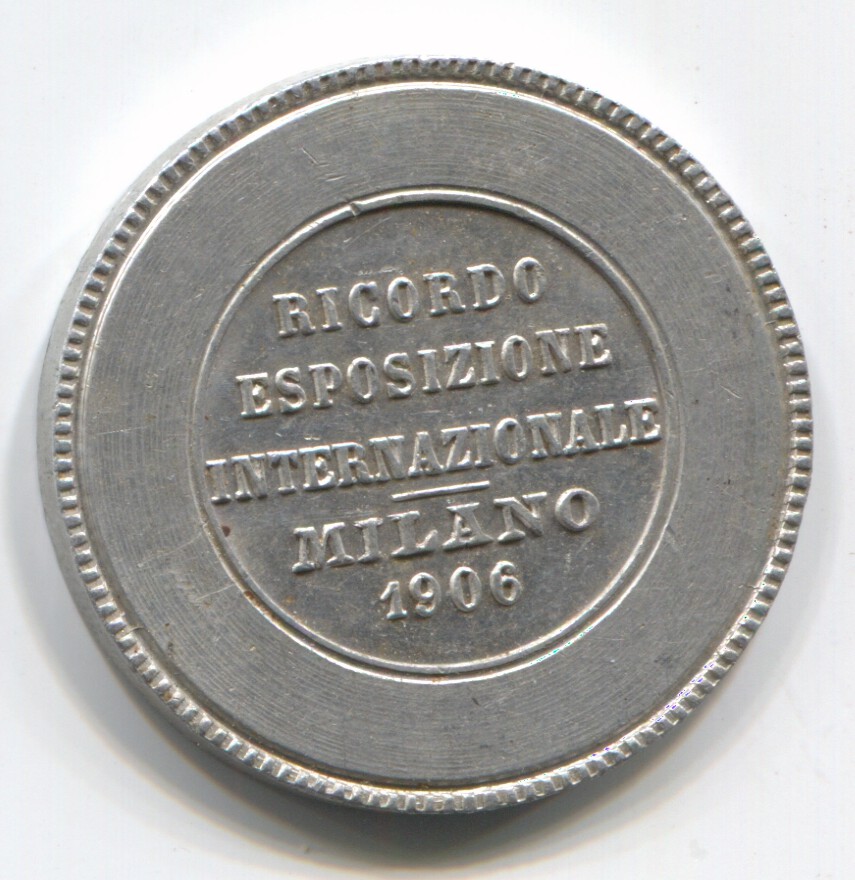 RICORDO
ESPOSIZIONE
INTERNAZIONALE
MILANO
1906